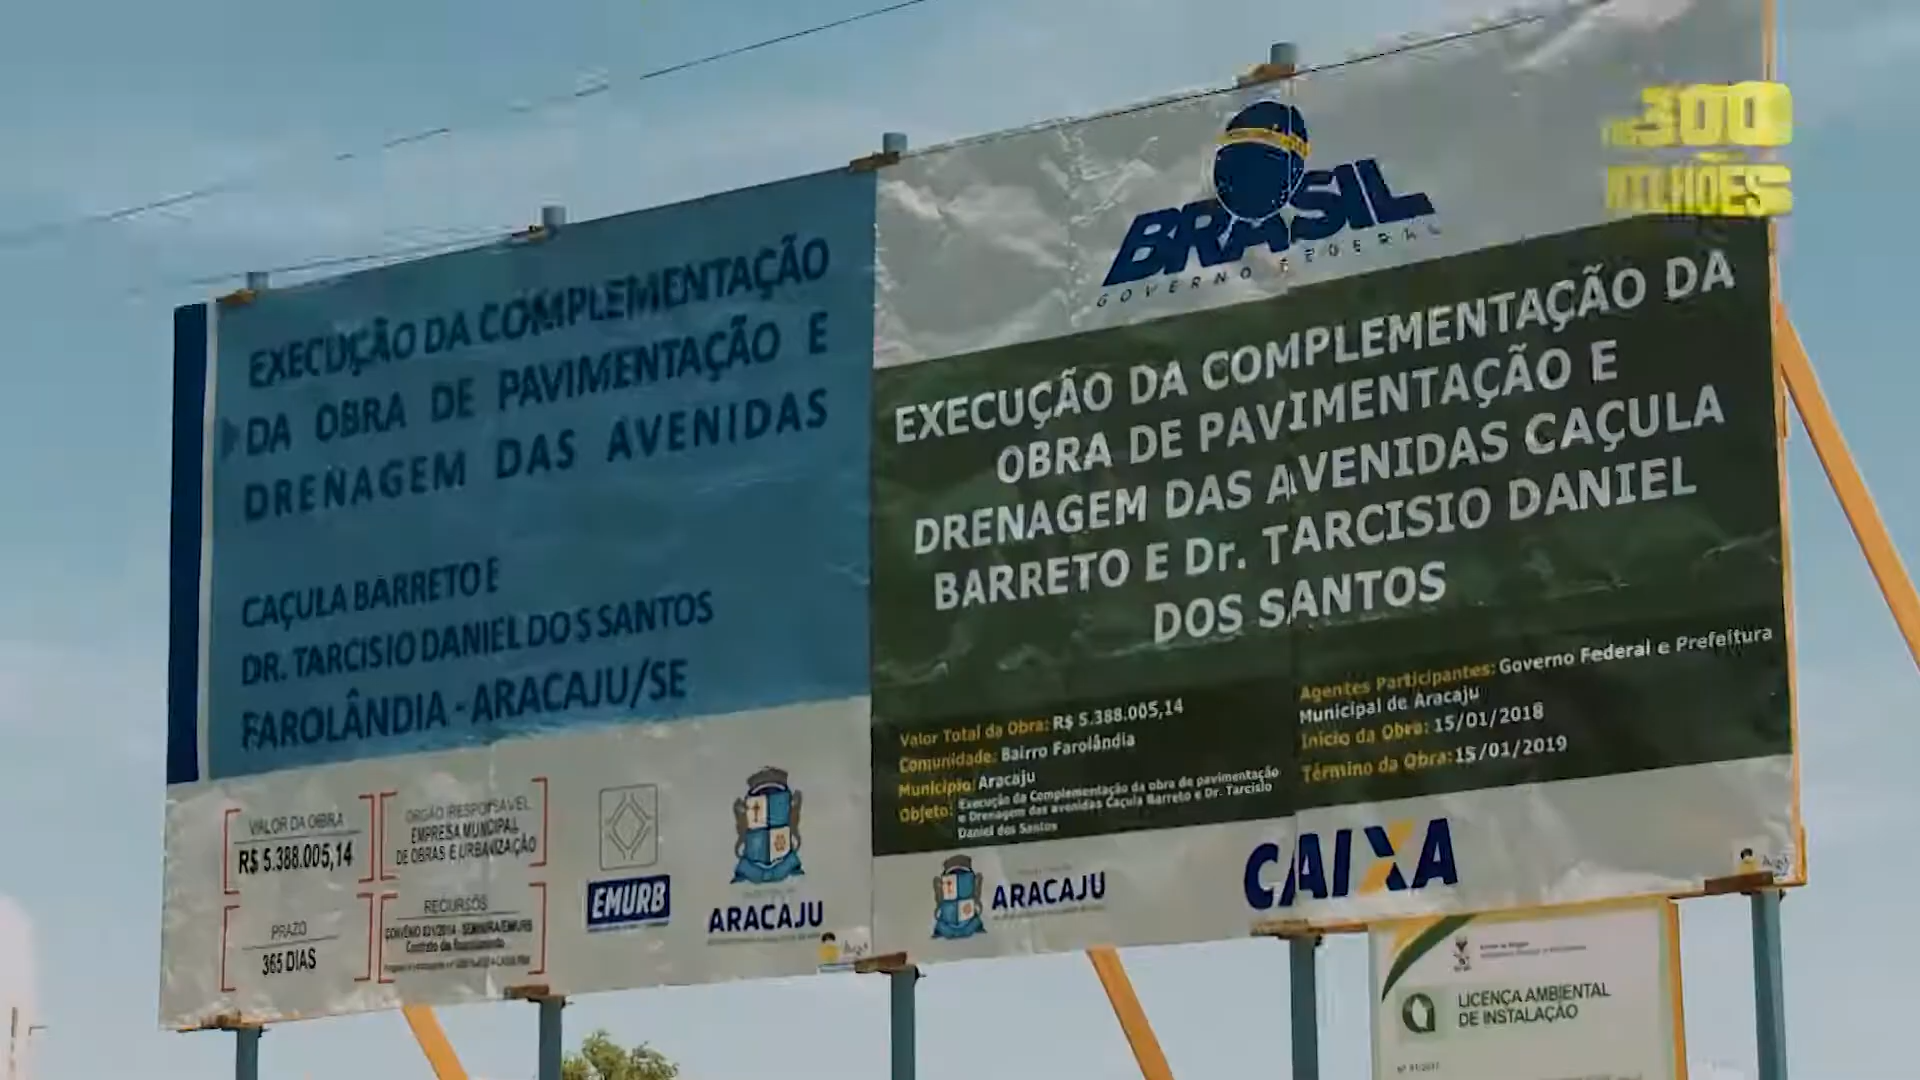 EXECUÇÃO DA COMPLEMENTAÇÃO
DA OBRA DE PAVIMENTAÇÃO E
DRENAGEM DAS AVENIDAS
CAÇULA BARRETO E
DR. TARCISIO DANIEL DOS SANTOS
FAROLÂNDIA - ARACAJU/SE
VALOR DA OBRA
R$ 5.388.005,14
PRAZO
365 DIAS
ORGÃO RESPONSAVEL
EMPRESA MUNCIPAL
DE OBRAS E URBANIZAÇÃO
RECURSOS
EMURB
ARACAJU
BRASIL
GOVERNO FEDERAL
EXECUÇÃO DA COMPLEMENTAÇÃO DA
OBRA DE PAVIMENTAÇÃO E
DRENAGEM DAS AVENIDAS CAÇULA
BARRETO E Dr. TARCISIO DANIEL
DOS SANTOS
Valor Total da Obra: R$ 5.388.005,14
Comunidade: Bairro Farolândia
Município: Aracaju
Objeto: Execução da Complementação da obra de pavimentação
e Drenagem das avenidas Caçula Barreto e Dr. Tarcisio
Daniel dos Santos
Agentes Participantes: Governo Federal e Prefeitura
Municipal de Aracaju
Início da Obra: 15/01/2018
Término da Obra: 15/01/2019
ARACAJU
CAIXA
LICENÇA AMBIENTAL
DE INSTALAÇÃO
300
MILHÕES